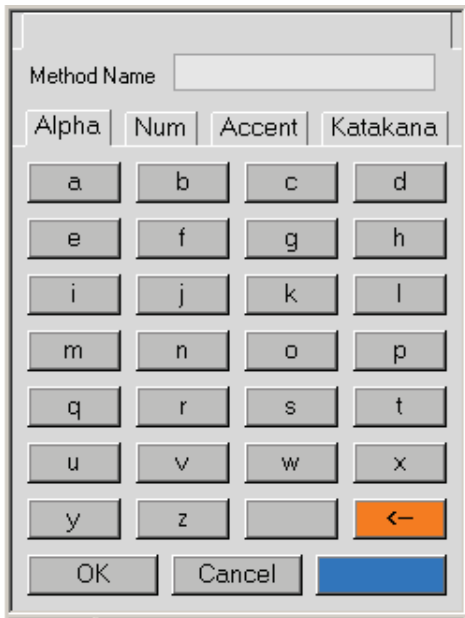 Method Name
Alpha Num Accent Katakana
a b c d
e f g h
i j k l
m n o p
q r s t
u v w x
y z <-
OK Cancel